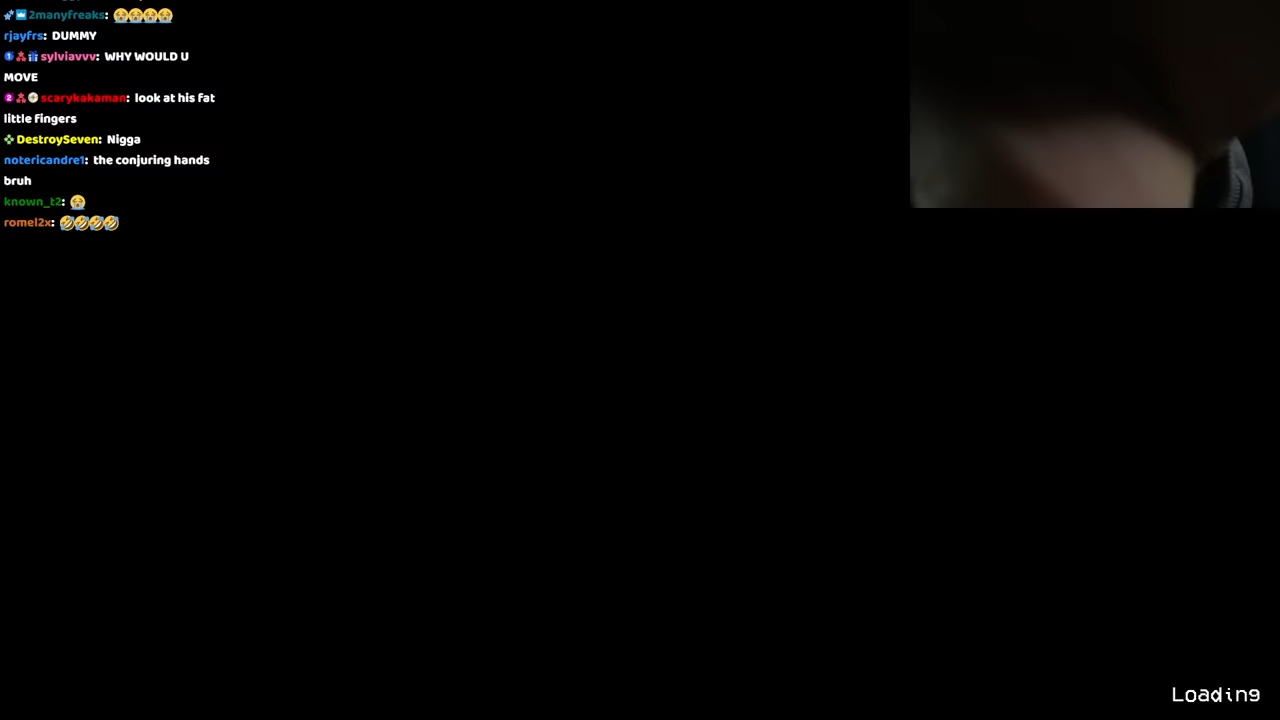 2manyfreaks: 😭😭😭😭
rjayfrs: DUMMY
sylviavvv: WHY WOULD U
MOVE
scarykakaman: look at his fat
little fingers
DestroySeven: Nigga
notericandre1: the conjuring hands
bruh
known_t2: 😭
romel2x: 🤣🤣🤣🤣
Loading